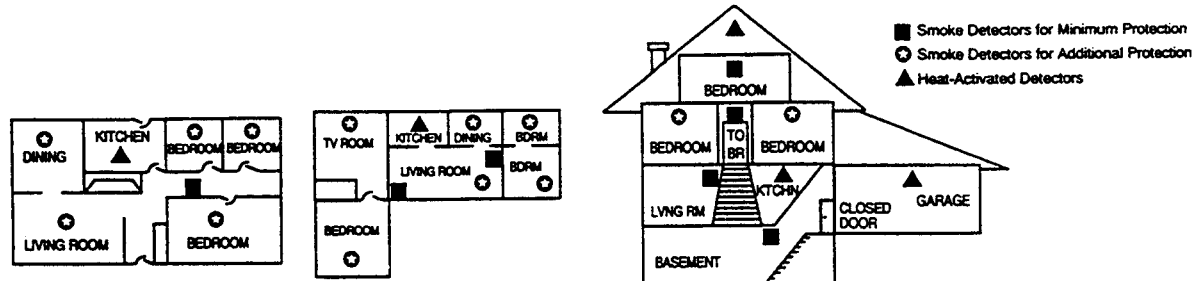 Smoke Detectors for Minimum Protection
Smoke Detectors for Additional Protection
Heat-Activated Detectors
DINING
KITCHEN
BEDROOM
BEDROOM
LIVING ROOM
BEDROOM
TV ROOM
KITCHEN
DINING
BDRM
LIVING ROOM
BDRM
BEDROOM
BEDROOM
BEDROOM
TO
BR
BEDROOM
LVNG RM
KTCHN
CLOSED
DOOR
GARAGE
BASEMENT